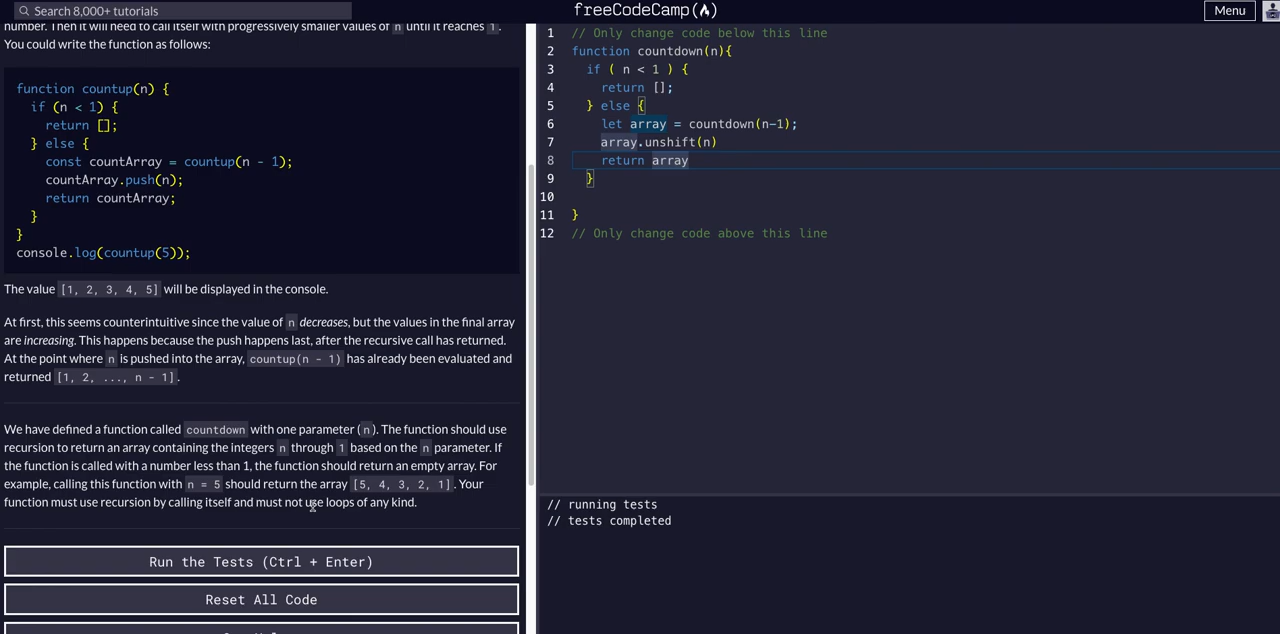 Search 8,000+ tutorials
freeCodeCamp
Menu
number. Then it will need to call itself with progressively smaller values of n until it reaches 1.
You could write the function as follows:
function countup(n) {
  if (n < 1) {
    return [];
  } else {
    const countArray = countup(n - 1);
    countArray.push(n);
    return countArray;
  }
}
console.log(countup(5));
The value [1, 2, 3, 4, 5] will be displayed in the console.
At first, this seems counterintuitive since the value of n decreases, but the values in the final array
are increasing. This happens because the push happens last, after the recursive call has returned.
At the point where n is pushed into the array, countup(n - 1) has already been evaluated and
returned [1, 2, ..., n - 1].
We have defined a function called countdown with one parameter (n). The function should use
recursion to return an array containing the integers n through 1 based on the n parameter. If
the function is called with a number less than 1, the function should return an empty array. For
example, calling this function with n = 5 should return the array [5, 4, 3, 2, 1]. Your
function must use recursion by calling itself and must not use loops of any kind.
Run the Tests (Ctrl + Enter)
Reset All Code
1 // Only change code below this line
2 function countdown(n){
3   if ( n < 1 ) {
4     return [];
5   } else {
6     let array = countdown(n-1);
7     array.unshift(n)
8     return array
9   }
10
11 }
12 // Only change code above this line
// running tests
// tests completed